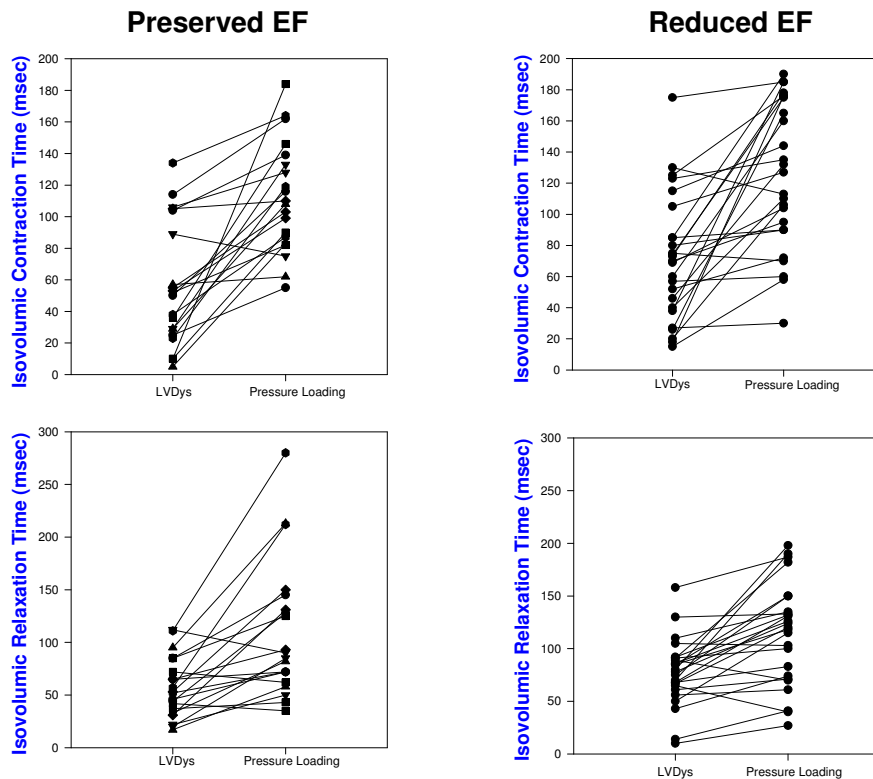 Preserved EF
Reduced EF
Isovolumic Contraction Time (msec)
200
180
160
140
120
100
80
60
40
20
0
LVDys
Pressure Loading
Isovolumic Contraction Time (msec)
200
180
160
140
120
100
80
60
40
20
0
LVDys
Pressure Loading
Isovolumic Relaxation Time (msec)
300
250
200
150
100
50
0
LVDys
Pressure Loading
Isovolumic Relaxation Time (msec)
300
250
200
150
100
50
0
LVDys
Pressure Loading